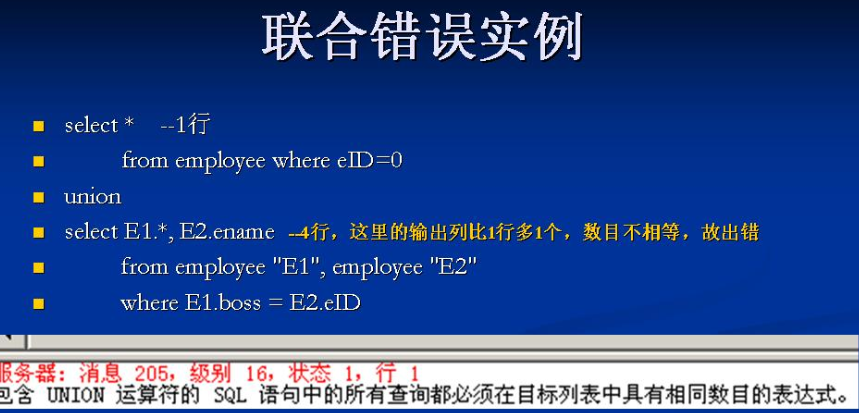 联合错误实例
select * --1行
from employee where eID=0
union
select E1.*, E2.ename --4行，这里的输出列比1行多1个，数目不相等，故出错
from employee "E1", employee "E2"
where E1.boss = E2.eID
服务器: 消息 205，级别 16，状态 1，行 1
包含 UNION 运算符的 SQL 语句中的所有查询都必须在目标列表中具有相同数目的表达式。